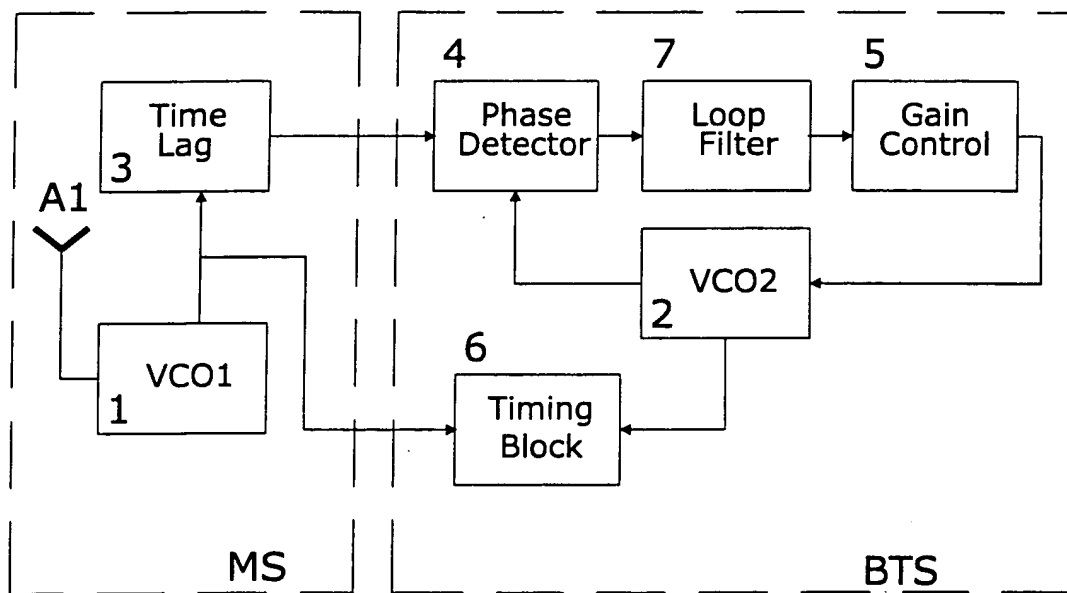 4
7
5
Time
Lag
3
Phase
Detector
Loop
Filter
Gain
Control
A1
VCO2
2
VCO1
1
6
Timing
Block
MS
BTS